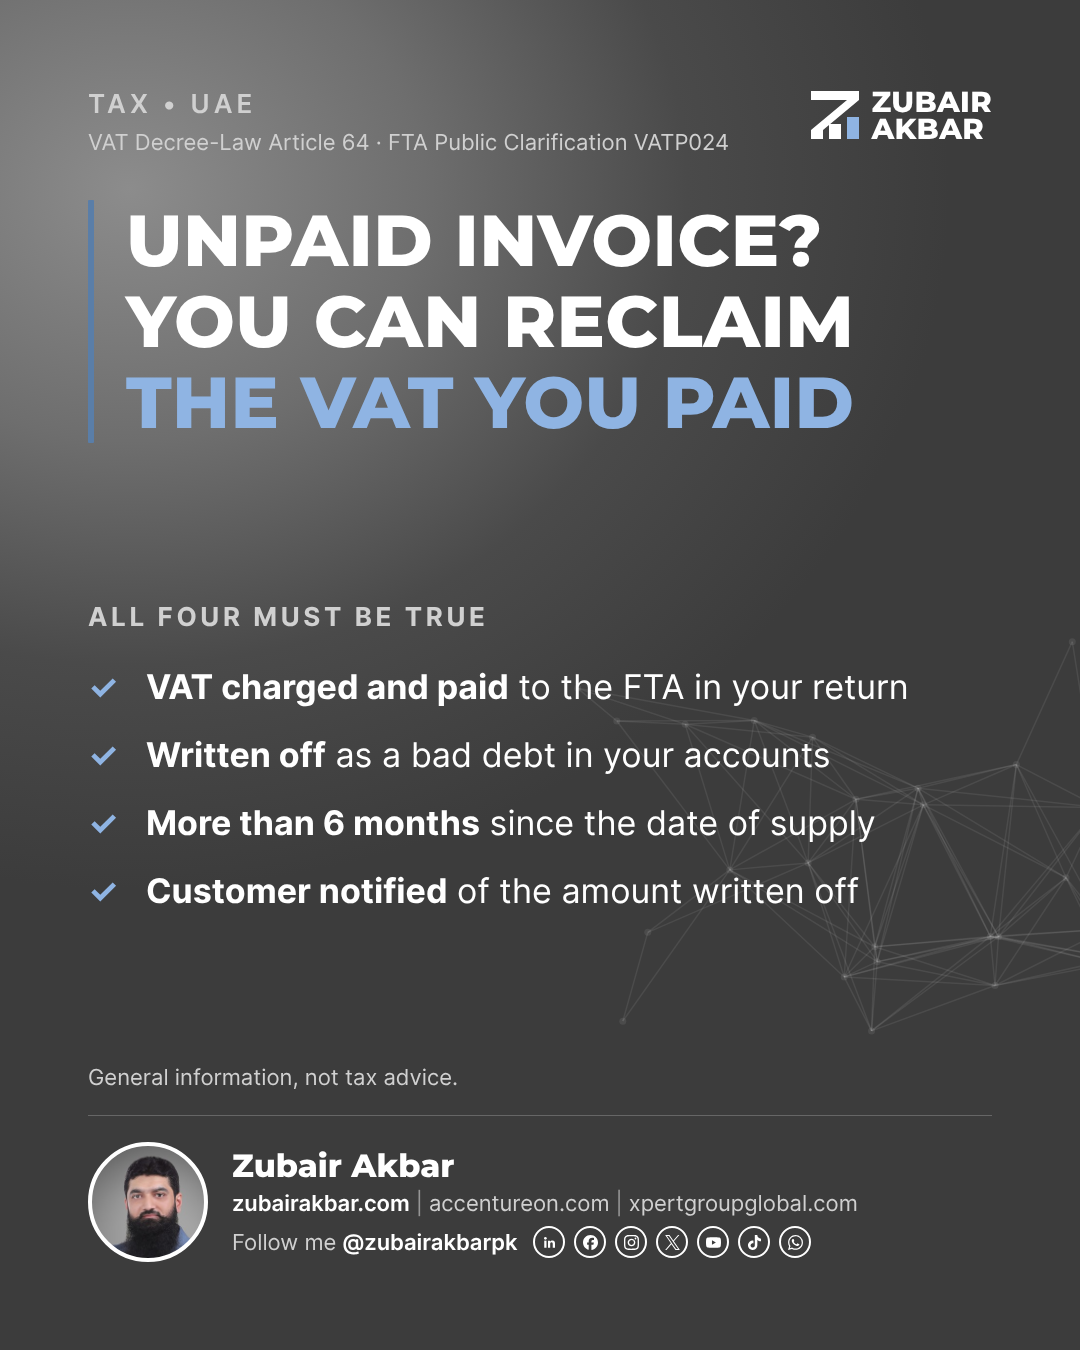 TAX • UAE
VAT Decree-Law Article 64 · FTA Public Clarification VATP024
ZUBAIR
AKBAR
UNPAID INVOICE?
YOU CAN RECLAIM
THE VAT YOU PAID
ALL FOUR MUST BE TRUE
VAT charged and paid to the FTA in your return
Written off as a bad debt in your accounts
More than 6 months since the date of supply
Customer notified of the amount written off
General information, not tax advice.
Zubair Akbar
zubairakbar.com | accentureon.com | xpertgroupglobal.com
Follow me @zubairakbarpk